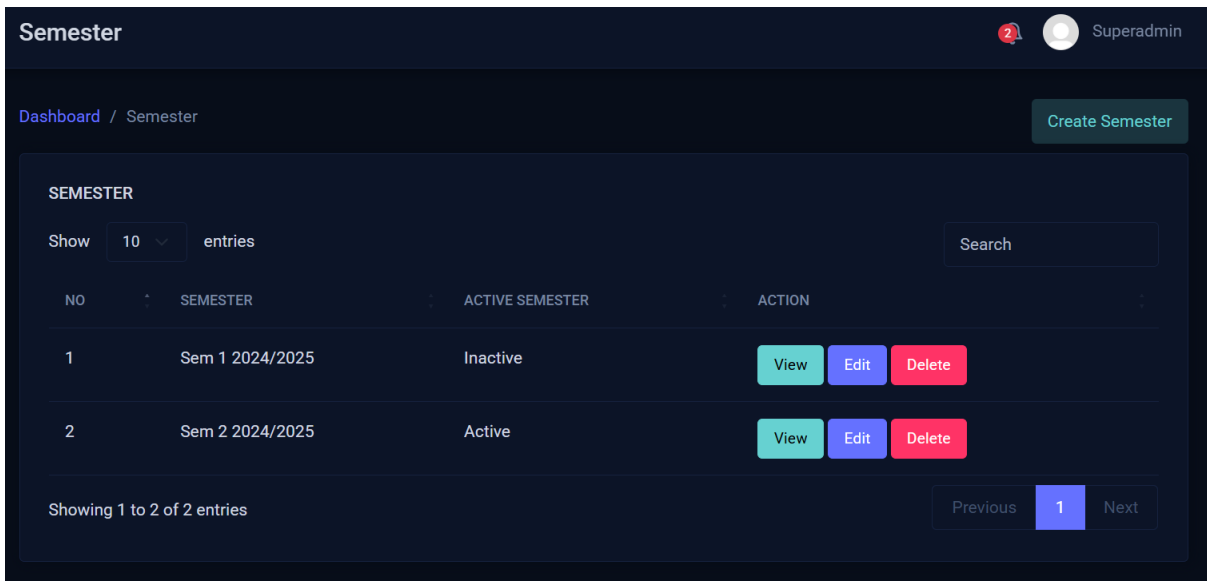 Semester
2
Superadmin
Dashboard / Semester
Create Semester
SEMESTER
Show 10 entries
Search
NO SEMESTER ACTIVE SEMESTER ACTION
1 Sem 1 2024/2025 Inactive View Edit Delete
2 Sem 2 2024/2025 Active View Edit Delete
Showing 1 to 2 of 2 entries
Previous 1 Next